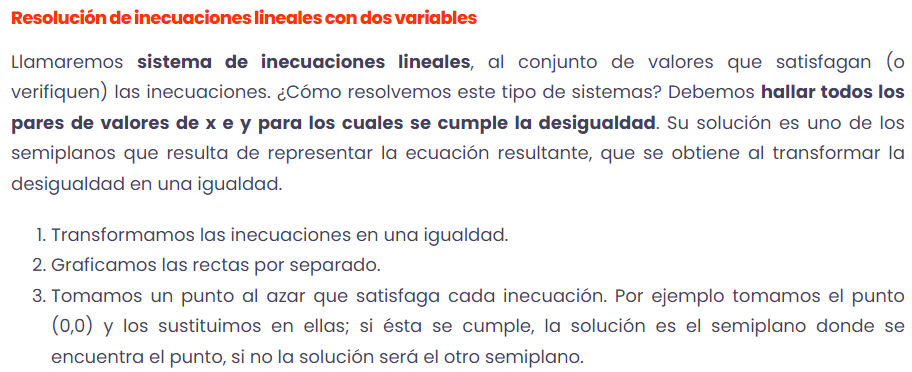 Resolución de inecuaciones lineales con dos variables
Llamaremos sistema de inecuaciones lineales, al conjunto de valores que satisfagan (o
verifiquen) las inecuaciones. ¿Cómo resolvemos este tipo de sistemas? Debemos hallar todos los
pares de valores de x e y para los cuales se cumple la desigualdad. Su solución es uno de los
semiplanos que resulta de representar la ecuación resultante, que se obtiene al transformar la
desigualdad en una igualdad.
1. Transformamos las inecuaciones en una igualdad.
2. Graficamos las rectas por separado.
3. Tomamos un punto al azar que satisfaga cada inecuación. Por ejemplo tomamos el punto
(0,0) y los sustituimos en ellas; si ésta se cumple, la solución es el semiplano donde se
encuentra el punto, si no la solución será el otro semiplano.